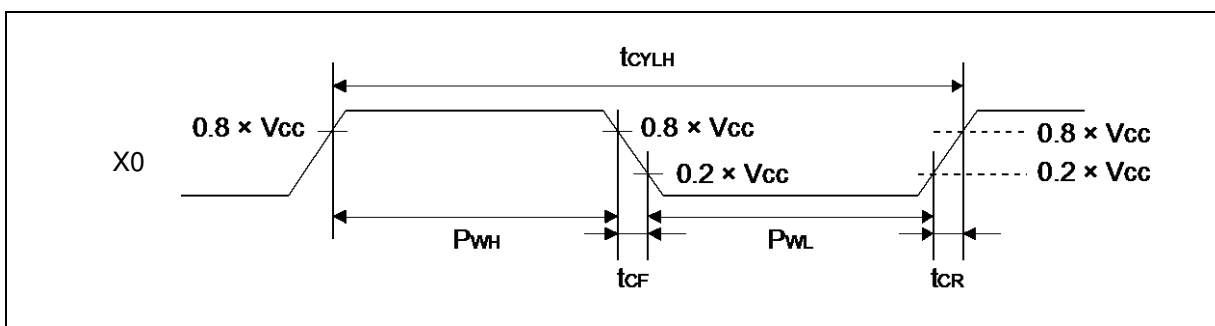 tCYLH
0.8 × Vcc
0.8 × Vcc
0.8 × Vcc
X0
0.2 × Vcc
0.2 × Vcc
PWH
PWL
tCF
tCR